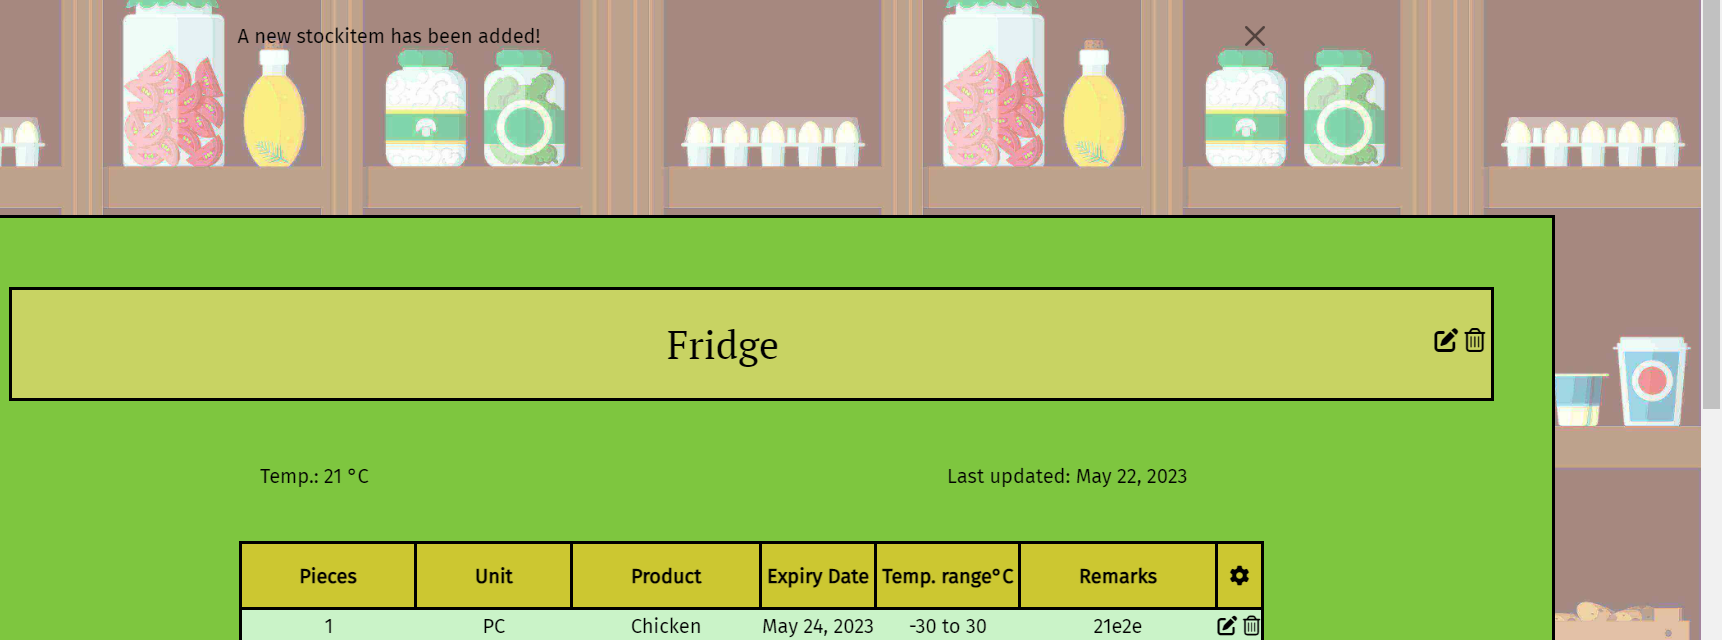 A new stockitem has been added!
Fridge
Temp.: 21 °C Last updated: May 22, 2023
Pieces Unit Product Expiry Date Temp. range°C Remarks
1 PC Chicken May 24, 2023 -30 to 30 21e2e